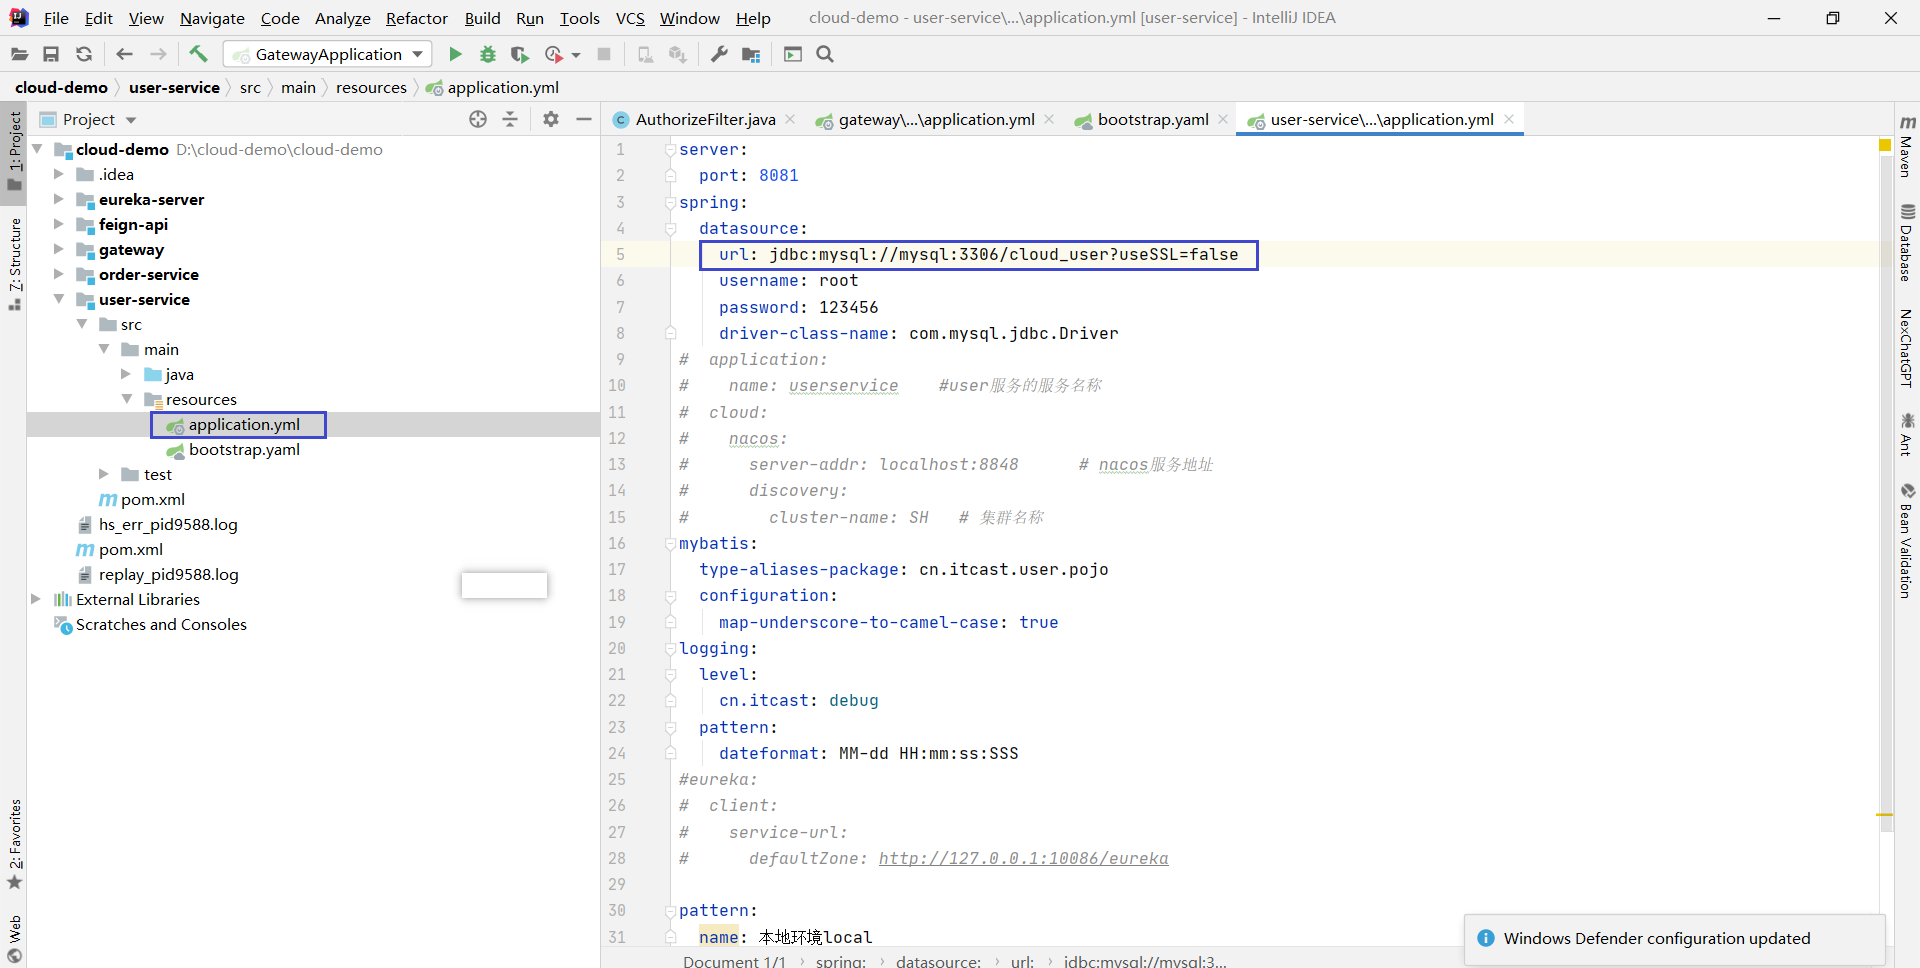 File Edit View Navigate Code Analyze Refactor Build Run Tools VCS Window Help cloud-demo - user-service\...\application.yml [user-service] - IntelliJ IDEA
GatewayApplication
cloud-demo user-service src main resources application.yml
Project
AuthorizeFilter.java gateway\...\application.yml bootstrap.yaml user-service\...\application.yml
1: Project
7: Structure
2: Favorites
Web
cloud-demo D:\cloud-demo\cloud-demo
.idea
eureka-server
feign-api
gateway
order-service
user-service
src
main
java
resources
application.yml
bootstrap.yaml
test
pom.xml
hs_err_pid9588.log
pom.xml
replay_pid9588.log
External Libraries
Scratches and Consoles
1 server:
2 port: 8081
3 spring:
4 datasource:
5 url: jdbc:mysql://mysql:3306/cloud_user?useSSL=false
6 username: root
7 password: 123456
8 driver-class-name: com.mysql.jdbc.Driver
9 # application:
10 # name: userservice #user服务的服务名称
11 # cloud:
12 # nacos:
13 # server-addr: localhost:8848 # nacos服务地址
14 # discovery:
15 # cluster-name: SH # 集群名称
16 mybatis:
17 type-aliases-package: cn.itcast.user.pojo
18 configuration:
19 map-underscore-to-camel-case: true
20 logging:
21 level:
22 cn.itcast: debug
23 pattern:
24 dateformat: MM-dd HH:mm:ss:SSS
25 #eureka:
26 # client:
27 # service-url:
28 # defaultZone: http://127.0.0.1:10086/eureka
29
30 pattern:
31 name: 本地环境local
Document 1/1 spring: datasource: url: jdbc:mysql://mysql:3...
Maven
Database
NexChatGPT
Ant
Bean Validation
Windows Defender configuration updated